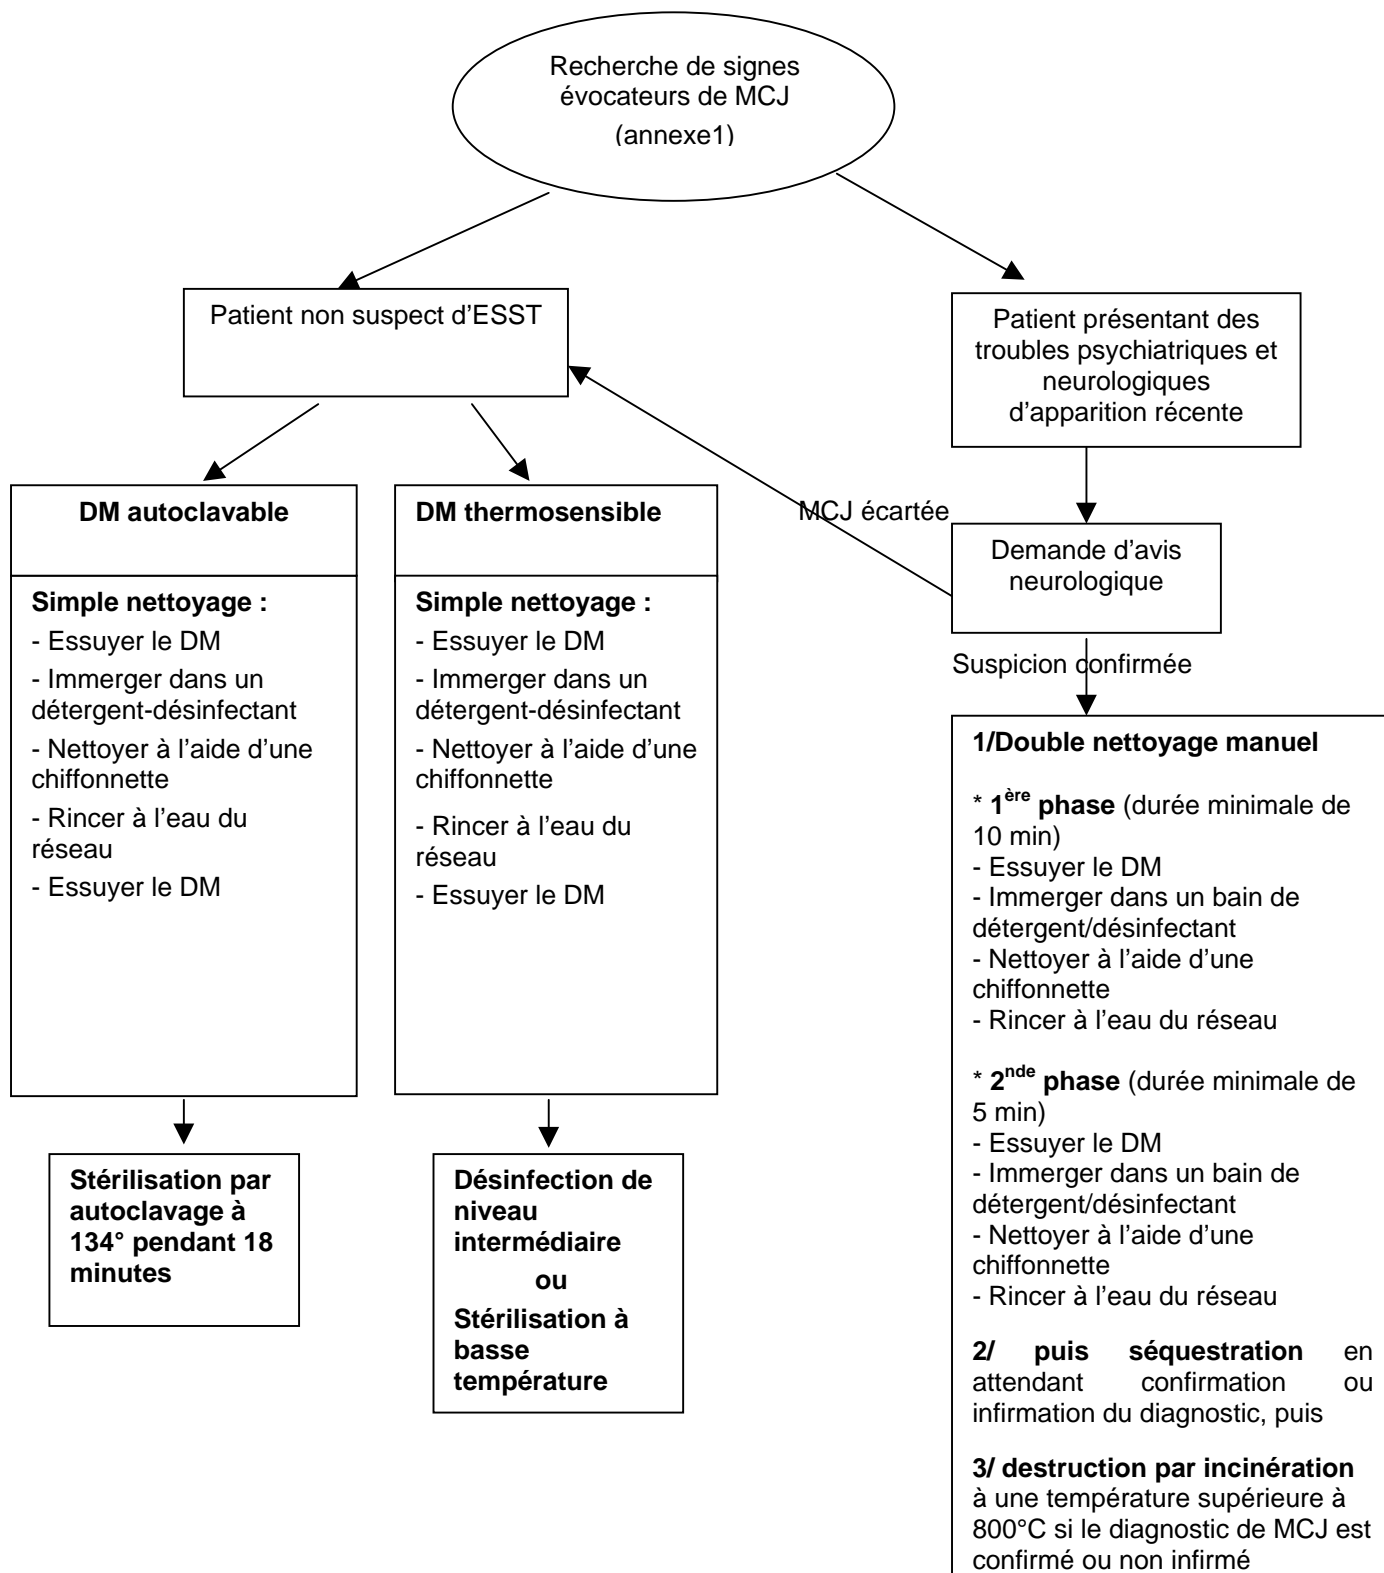 Recherche de signes
évocateurs de MCJ
(annexe1)
Patient non suspect d’ESST
Patient présentant des
troubles psychiatriques et
neurologiques
d’apparition récente
DM autoclavable
Simple nettoyage :
- Essuyer le DM
- Immerger dans un
détergent-désinfectant
- Nettoyer à l’aide d’une
chiffonnette
- Rincer à l’eau du
réseau
- Essuyer le DM
DM thermosensible
Simple nettoyage :
- Essuyer le DM
- Immerger dans un
détergent-désinfectant
- Nettoyer à l’aide d’une
chiffonnette
- Rincer à l’eau du
réseau
- Essuyer le DM
MCJ écartée
Demande d’avis
neurologique
Suspicion confirmée
1/Double nettoyage manuel
* 1ère phase (durée minimale de
10 min)
- Essuyer le DM
- Immerger dans un bain de
détergent/désinfectant
- Nettoyer à l’aide d’une
chiffonnette
- Rincer à l’eau du réseau
* 2nde phase (durée minimale de
5 min)
- Essuyer le DM
- Immerger dans un bain de
détergent/désinfectant
- Nettoyer à l’aide d’une
chiffonnette
- Rincer à l’eau du réseau
2/ puis séquestration en
attendant confirmation ou
infirmation du diagnostic, puis
3/ destruction par incinération
à une température supérieure à
800°C si le diagnostic de MCJ est
confirmé ou non infirmé
Stérilisation par
autoclavage à
134° pendant 18
minutes
Désinfection de
niveau
intermédiaire
ou
Stérilisation à
basse
température